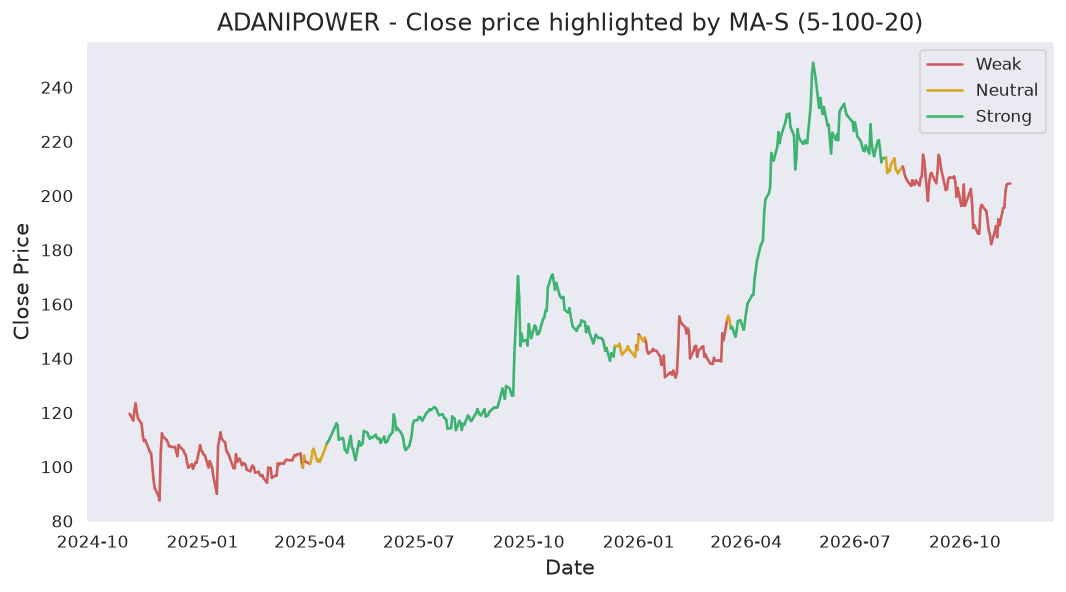 ADANIPOWER - Close price highlighted by MA-S (5-100-20)
Weak
Neutral
Strong
Close Price
240
220
200
180
160
140
120
100
80
2024-10 2025-01 2025-04 2025-07 2025-10 2026-01 2026-04 2026-07 2026-10
Date